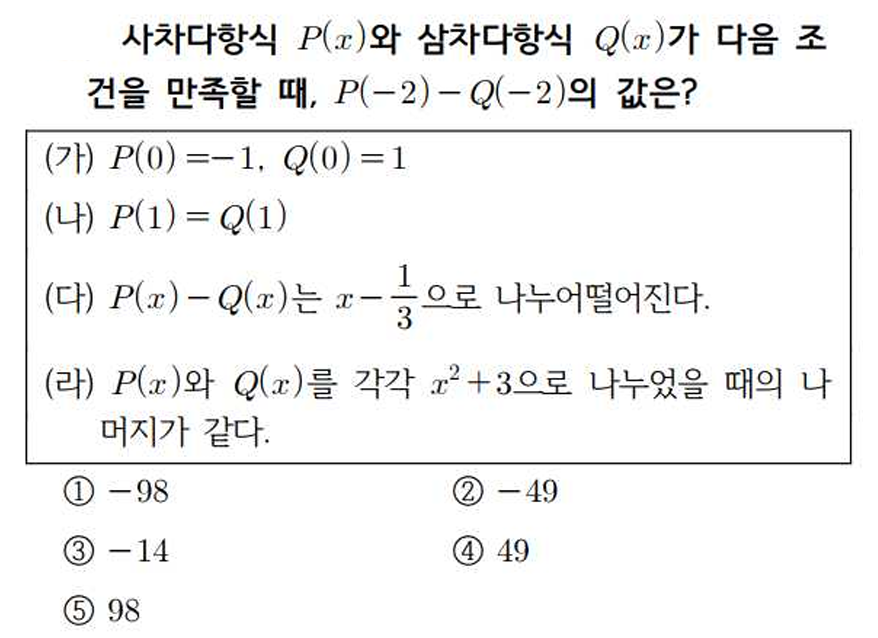 사차다항식 P(x)와 삼차다항식 Q(x)가 다음 조
건을 만족할 때, P(-2)-Q(-2)의 값은?
(가) P(0)=-1, Q(0)=1
(나) P(1)=Q(1)
(다) P(x)-Q(x)는 x-1/3으로 나누어떨어진다.
(라) P(x)와 Q(x)를 각각 x²+3으로 나누었을 때의 나
머지가 같다.
① -98 ② -49
③ -14 ④ 49
⑤ 98